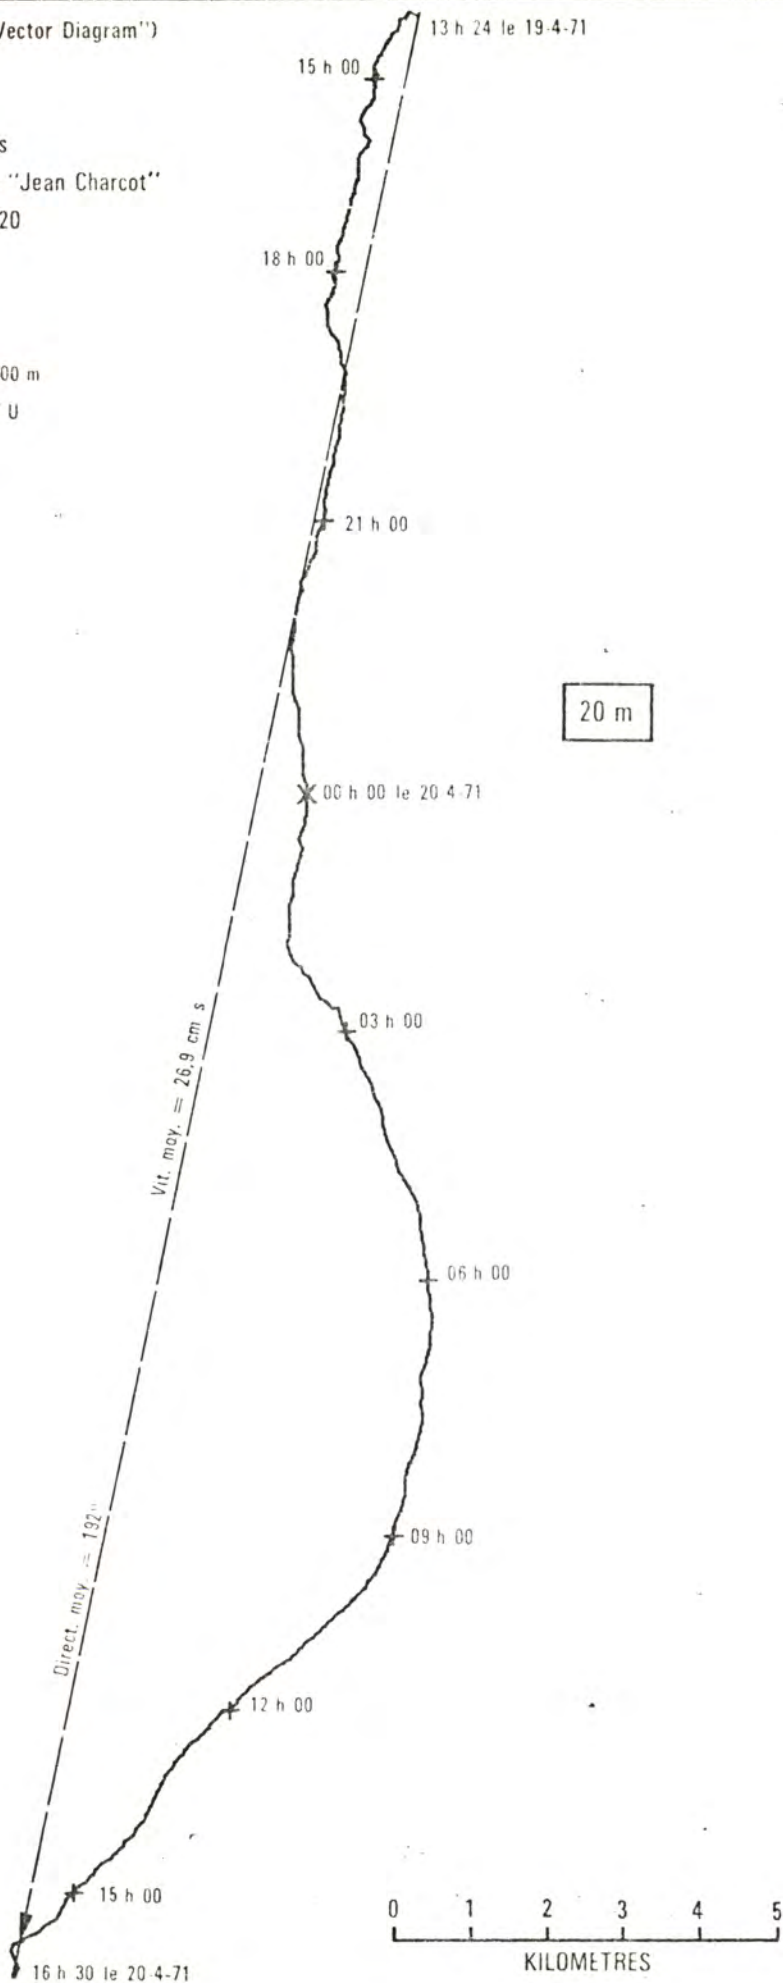 Vector Diagram")
13 h 24 le 19-4-71
15 h 00
s
"Jean Charcot"
20
18 h 00
00 m
U
21 h 00
20 m
00 h 00 le 20 4-71
03 h 00
Vit. moy. = 26,9 cm s
06 h 00
09 h 00
Direct. moy. = 192°
12 h 00
15 h 00
0 1 2 3 4 5
KILOMETRES
16 h 30 le 20-4-71